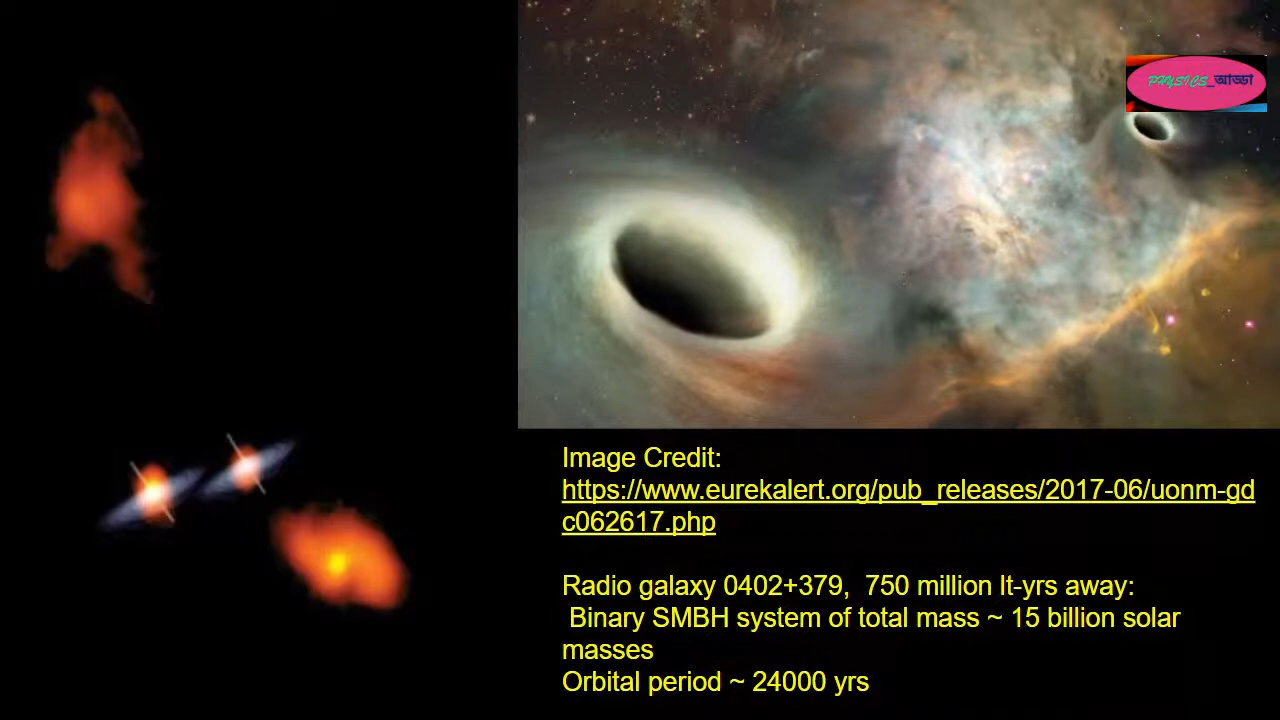 PHYSICS_আড্ডা
Image Credit:
https://www.eurekalert.org/pub_releases/2017-06/uonm-gd
c062617.php
Radio galaxy 0402+379,  750 million lt-yrs away:
Binary SMBH system of total mass ~ 15 billion solar
masses
Orbital period ~ 24000 yrs